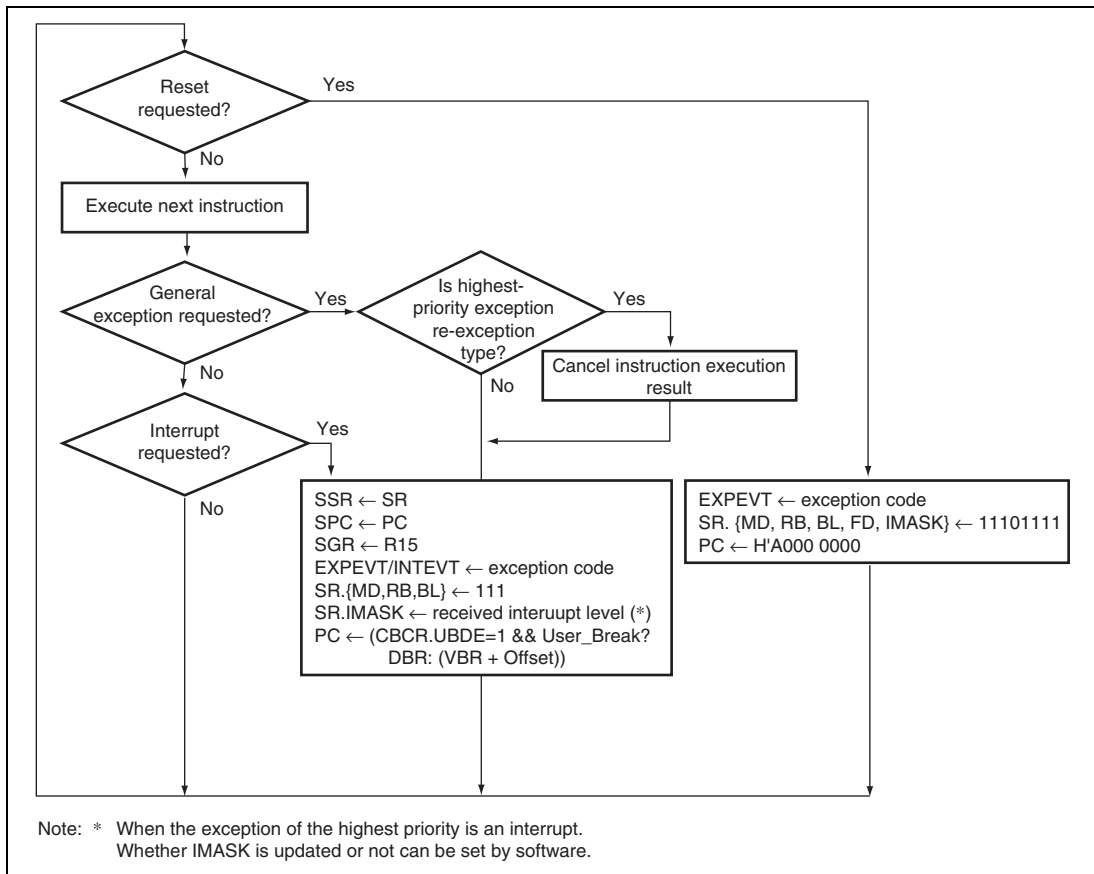 Reset
requested?
Yes
No
Execute next instruction
General
exception requested?
Yes
No
Is highest-
priority exception
re-exception
type?
Yes
No
Cancel instruction execution
result
Interrupt
requested?
Yes
No
SSR ← SR
SPC ← PC
SGR ← R15
EXPEVT/INTEVT ← exception code
SR.{MD,RB,BL} ← 111
SR.IMASK ← received interuupt level (*)
PC ← (CBCR.UBDE=1 && User_Break?
DBR: (VBR + Offset))
EXPEVT ← exception code
SR. {MD, RB, BL, FD, IMASK} ← 11101111
PC ← H'A000 0000
Note: * When the exception of the highest priority is an interrupt.
Whether IMASK is updated or not can be set by software.